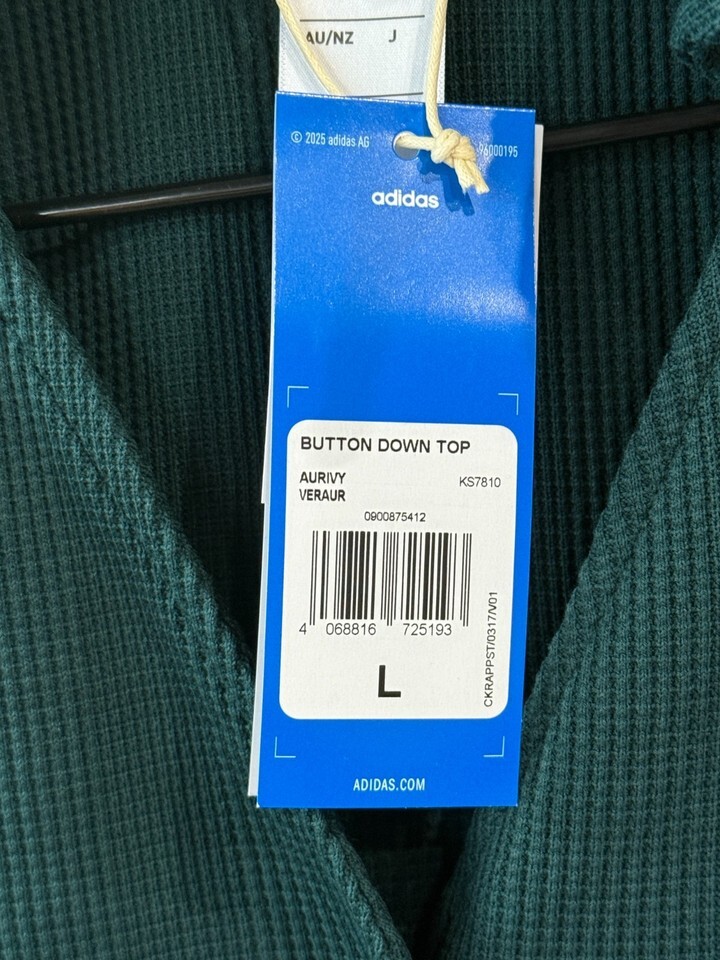 AU/NZ J
© 2025 adidas AG
96000195
adidas
BUTTON DOWN TOP
AURIVY KS7810
VERAUR
0900875412
4 068816 725193
CKRAPPST/0317/V01
L
ADIDAS.COM